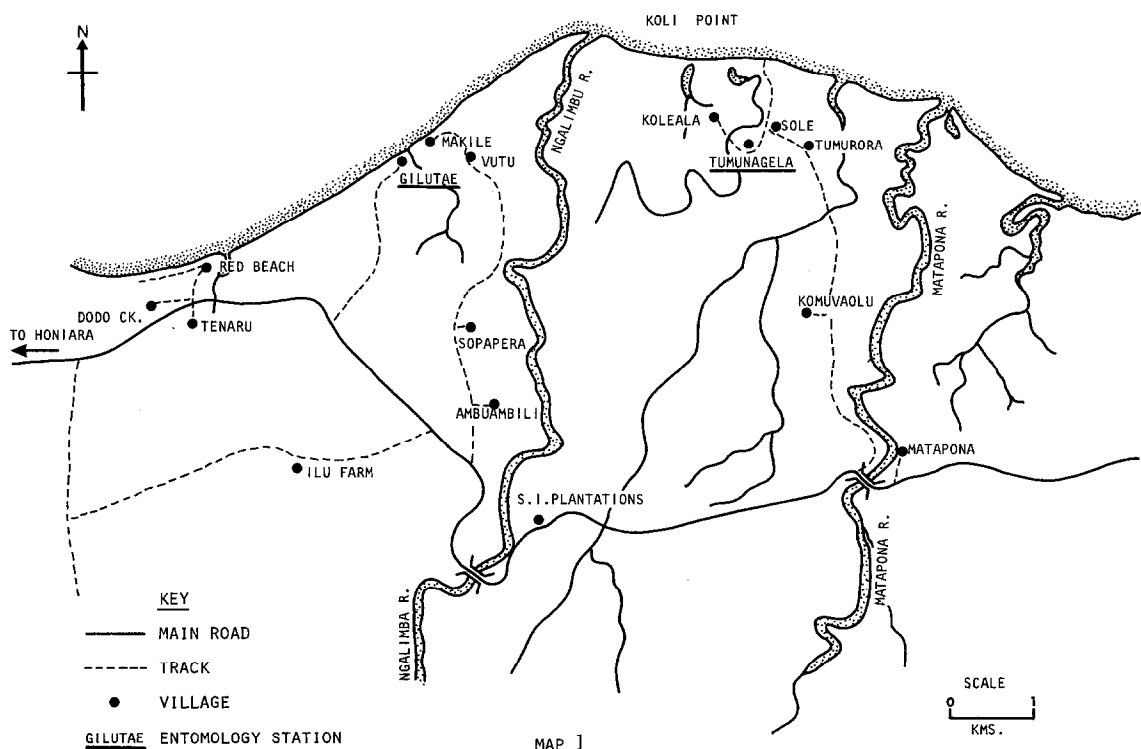 KOLI POINT
N
NGALIMBU R.
KOLEALA
SOLE
MAKILE
VUTU
TUMUNAGELA
TUMURORA
GILUTAE
MATAPONA R.
RED BEACH
DODO CK.
TENARU
KOMUVAOLU
TO HONIARA
SOPAPERA
AMBUAMBILI
ILU FARM
MATAPONA
S.I.PLANTATIONS
NGALIMBA R.
MATAPONA R.
KEY
MAIN ROAD
TRACK
VILLAGE
GILUTAE ENTOMOLOGY STATION
SCALE
0 1
KMS.
MAP 1